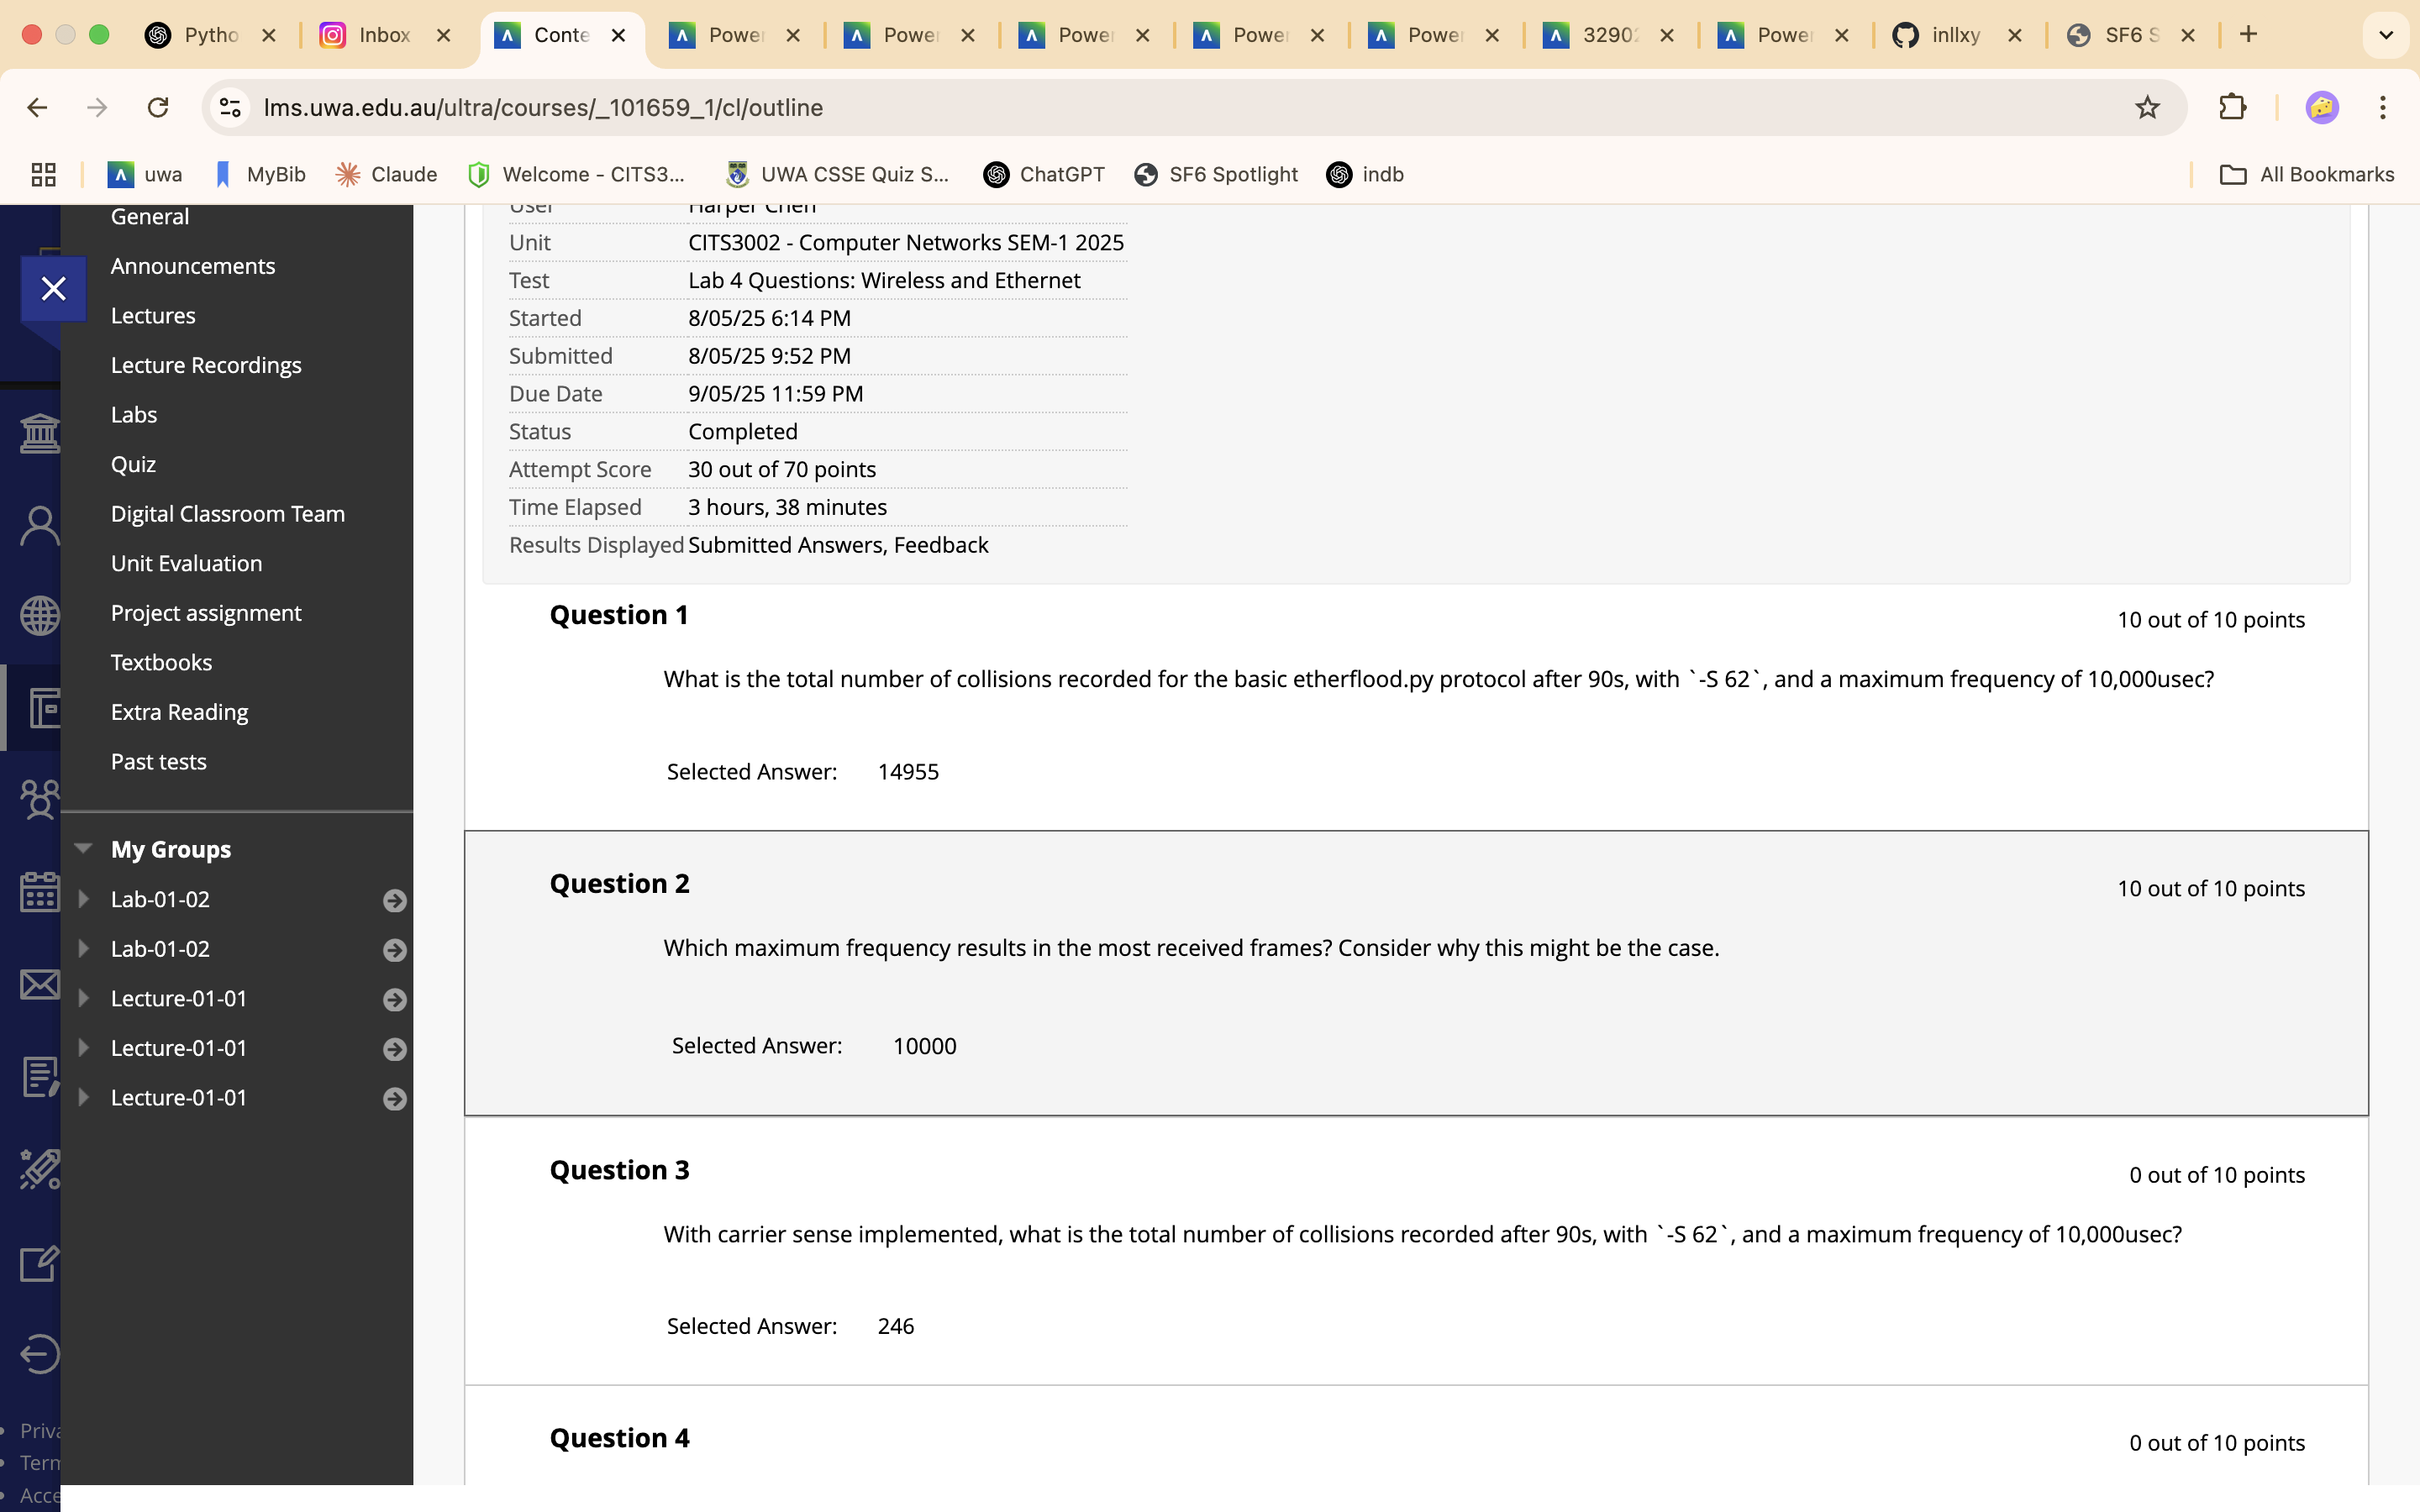 Pytho
Inbox
Conte
Power
Power
Power
Power
Power
3290
Power
inllxy
SF6 S
lms.uwa.edu.au/ultra/courses/_101659_1/cl/outline
uwa
MyBib
Claude
Welcome - CITS3...
UWA CSSE Quiz S...
ChatGPT
SF6 Spotlight
indb
All Bookmarks
General
Announcements
Lectures
Lecture Recordings
Labs
Quiz
Digital Classroom Team
Unit Evaluation
Project assignment
Textbooks
Extra Reading
Past tests
My Groups
Lab-01-02
Lab-01-02
Lecture-01-01
Lecture-01-01
Lecture-01-01
Priva
Term
Acce
User Harper Chen
Unit CITS3002 - Computer Networks SEM-1 2025
Test Lab 4 Questions: Wireless and Ethernet
Started 8/05/25 6:14 PM
Submitted 8/05/25 9:52 PM
Due Date 9/05/25 11:59 PM
Status Completed
Attempt Score 30 out of 70 points
Time Elapsed 3 hours, 38 minutes
Results Displayed Submitted Answers, Feedback
Question 1
10 out of 10 points
What is the total number of collisions recorded for the basic etherflood.py protocol after 90s, with `-S 62`, and a maximum frequency of 10,000usec?
Selected Answer: 14955
Question 2
10 out of 10 points
Which maximum frequency results in the most received frames? Consider why this might be the case.
Selected Answer: 10000
Question 3
0 out of 10 points
With carrier sense implemented, what is the total number of collisions recorded after 90s, with `-S 62`, and a maximum frequency of 10,000usec?
Selected Answer: 246
Question 4
0 out of 10 points